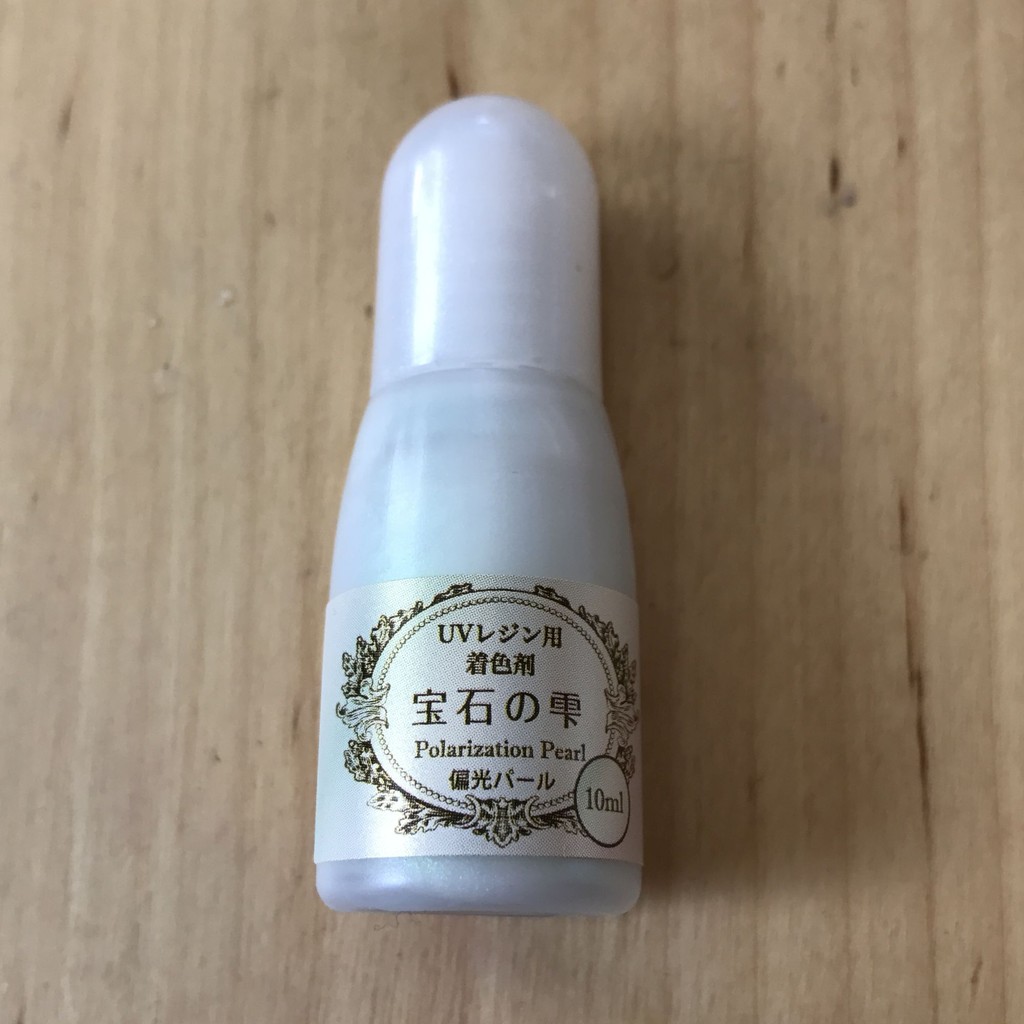 UVレジン用
着色剤
宝石の雫
Polarization Pearl
偏光パール
10ml